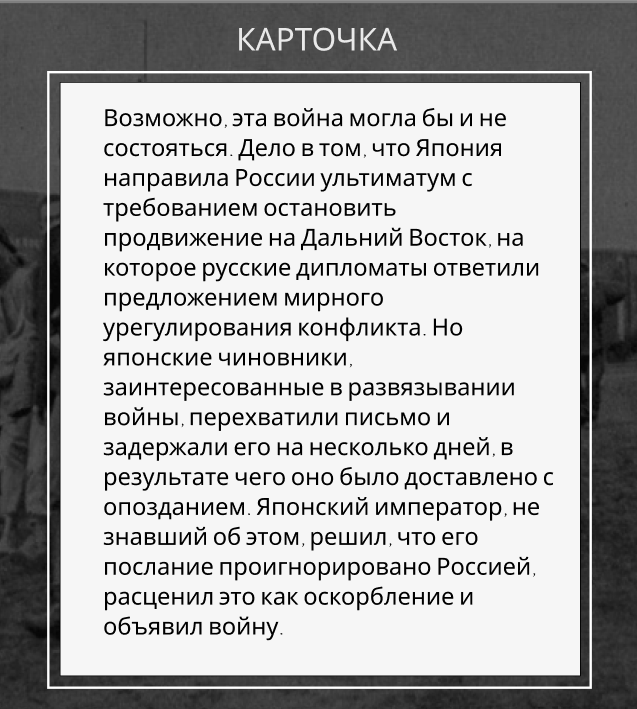 КАРТОЧКА
Возможно, эта война могла бы и не
состояться. Дело в том, что Япония
направила России ультиматум с
требованием остановить
продвижение на Дальний Восток, на
которое русские дипломаты ответили
предложением мирного
урегулирования конфликта. Но
японские чиновники,
заинтересованные в развязывании
войны, перехватили письмо и
задержали его на несколько дней, в
результате чего оно было доставлено с
опозданием. Японский император, не
знавший об этом, решил, что его
послание проигнорировано Россией,
расценил это как оскорбление и
объявил войну.